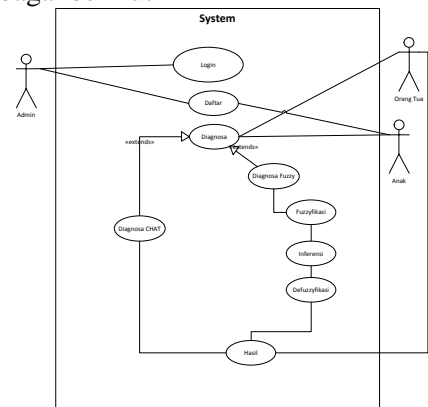 System
Login
Admin
Orang Tua
Daftar
Diagnosa
«extends»
«extends»
Anak
Diagnosa Fuzzy
Fuzzyfikasi
Diagnosa CHAT
Inferensi
Defuzzyfikasi
Hasil